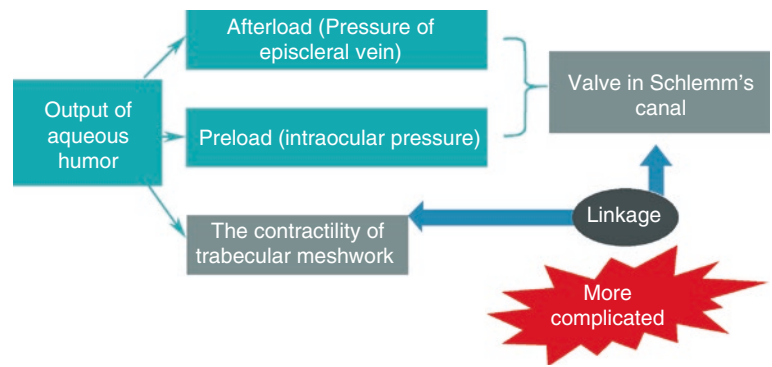 Afterload (Pressure of
episcleral vein)
Output of
aqueous
humor
Preload (intraocular pressure)
Valve in Schlemm's
canal
The contractility of
trabecular meshwork
Linkage
More
complicated